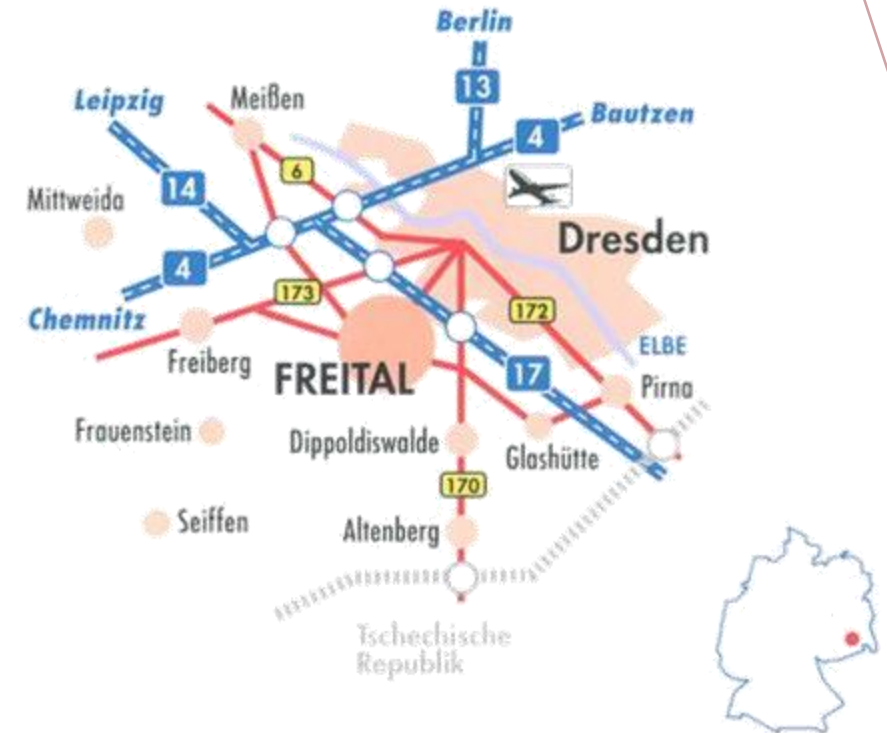 Berlin
13
Leipzig
Meißen
Bautzen
4
6
14
Mittweida
Dresden
4
173
172
Chemnitz
ELBE
Freiberg
FREITAL
17
Pirna
Frauenstein
Dippoldiswalde
Glashütte
170
Seiffen
Altenberg
Tschechische
Republik